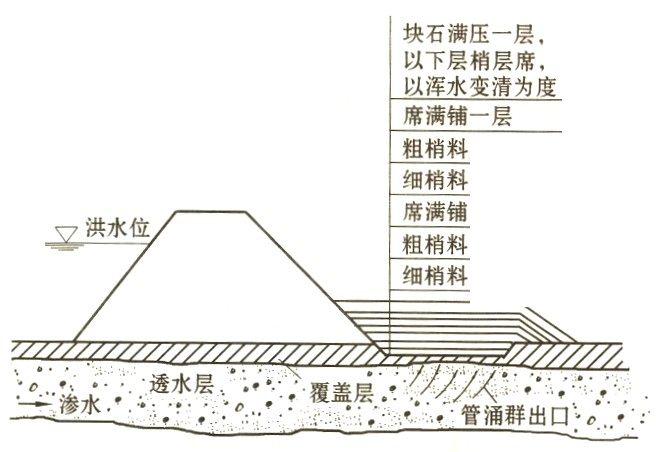 块石满压一层，
以下层梢层席，
以浑水变清为度
席满铺一层
粗梢料
细梢料
席满铺
粗梢料
细梢料
洪水位
透水层
覆盖层
渗水
管涌群出口